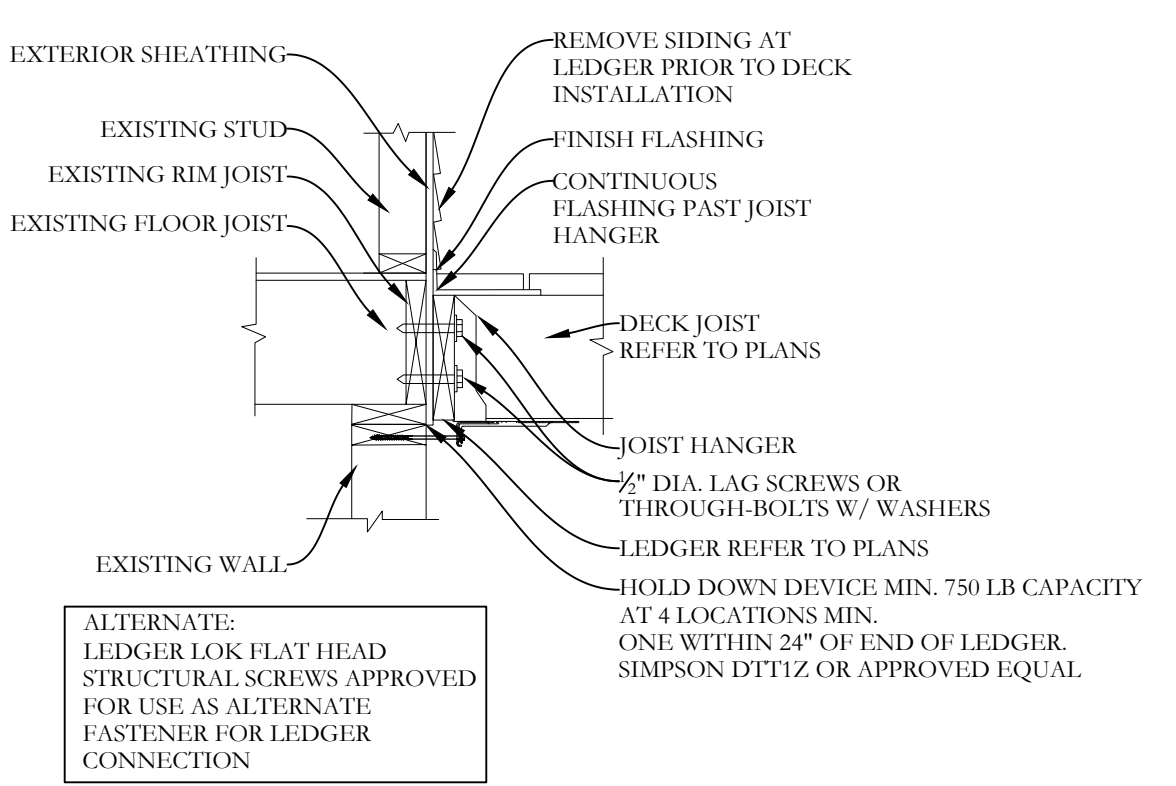 EXTERIOR SHEATHING
EXISTING STUD
EXISTING RIM JOIST
EXISTING FLOOR JOIST
REMOVE SIDING AT
LEDGER PRIOR TO DECK
INSTALLATION
FINISH FLASHING
CONTINUOUS
FLASHING PAST JOIST
HANGER
DECK JOIST
REFER TO PLANS
JOIST HANGER
½" DIA. LAG SCREWS OR
THROUGH-BOLTS W/ WASHERS
LEDGER REFER TO PLANS
HOLD DOWN DEVICE MIN. 750 LB CAPACITY
AT 4 LOCATIONS MIN.
ONE WITHIN 24" OF END OF LEDGER.
SIMPSON DTT1Z OR APPROVED EQUAL
EXISTING WALL
ALTERNATE:
LEDGER LOK FLAT HEAD
STRUCTURAL SCREWS APPROVED
FOR USE AS ALTERNATE
FASTENER FOR LEDGER
CONNECTION